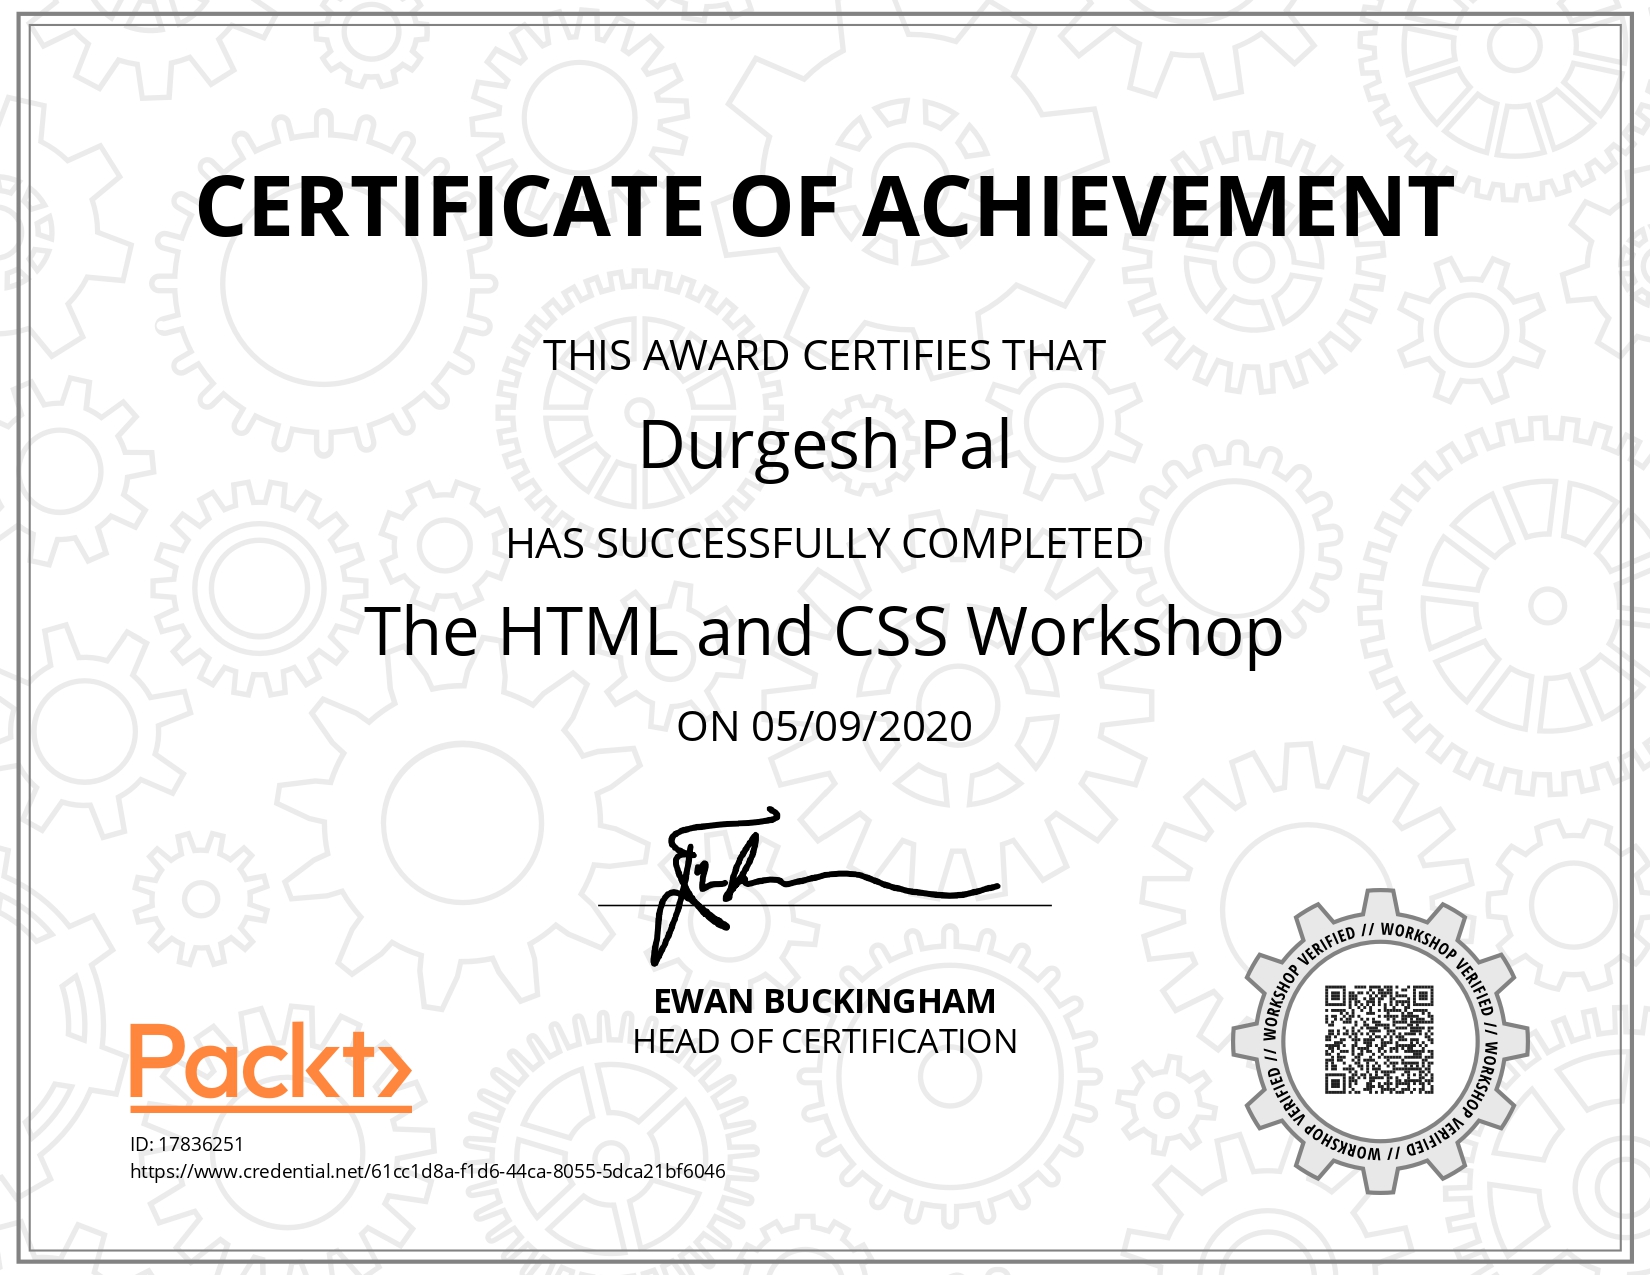 CERTIFICATE OF ACHIEVEMENT
THIS AWARD CERTIFIES THAT
Durgesh Pal
HAS SUCCESSFULLY COMPLETED
The HTML and CSS Workshop
ON 05/09/2020
EWAN BUCKINGHAM
HEAD OF CERTIFICATION
Packt
ID: 17836251
https://www.credential.net/61cc1d8a-f1d6-44ca-8055-5dca21bf6046
WORKSHOP VERIFIED // WORKSHOP VERIFIED // WORKSHOP VERIFIED // WORKSHOP VERIFIED //